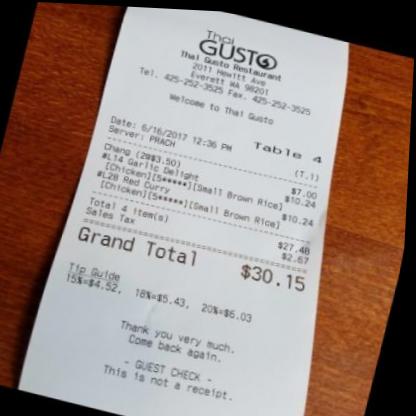 Thai
GUSTO
Thai Gusto Restaurant
2011 Hewitt Ave
Everett WA 98201
Tel. 425-252-3525 Fax. 425-252-3525
Welcome to Thai Gusto
Date: 6/16/2017 12:36 PM Table 4
Server: PRACH (T.1)
Chang (2@$3.50) $7.00
#L14 Garlic Delight $10.24
[Chicken][5*****][Small Brown Rice]
#L28 Red Curry $10.24
[Chicken][5*****][Small Brown Rice]
Total 4 item(s) $27.48
Sales Tax $2.67
Grand Total $30.15
Tip Guide
15%=$4.52, 18%=$5.43, 20%=$6.03
Thank you very much.
Come back again.
- GUEST CHECK -
This is not a receipt.